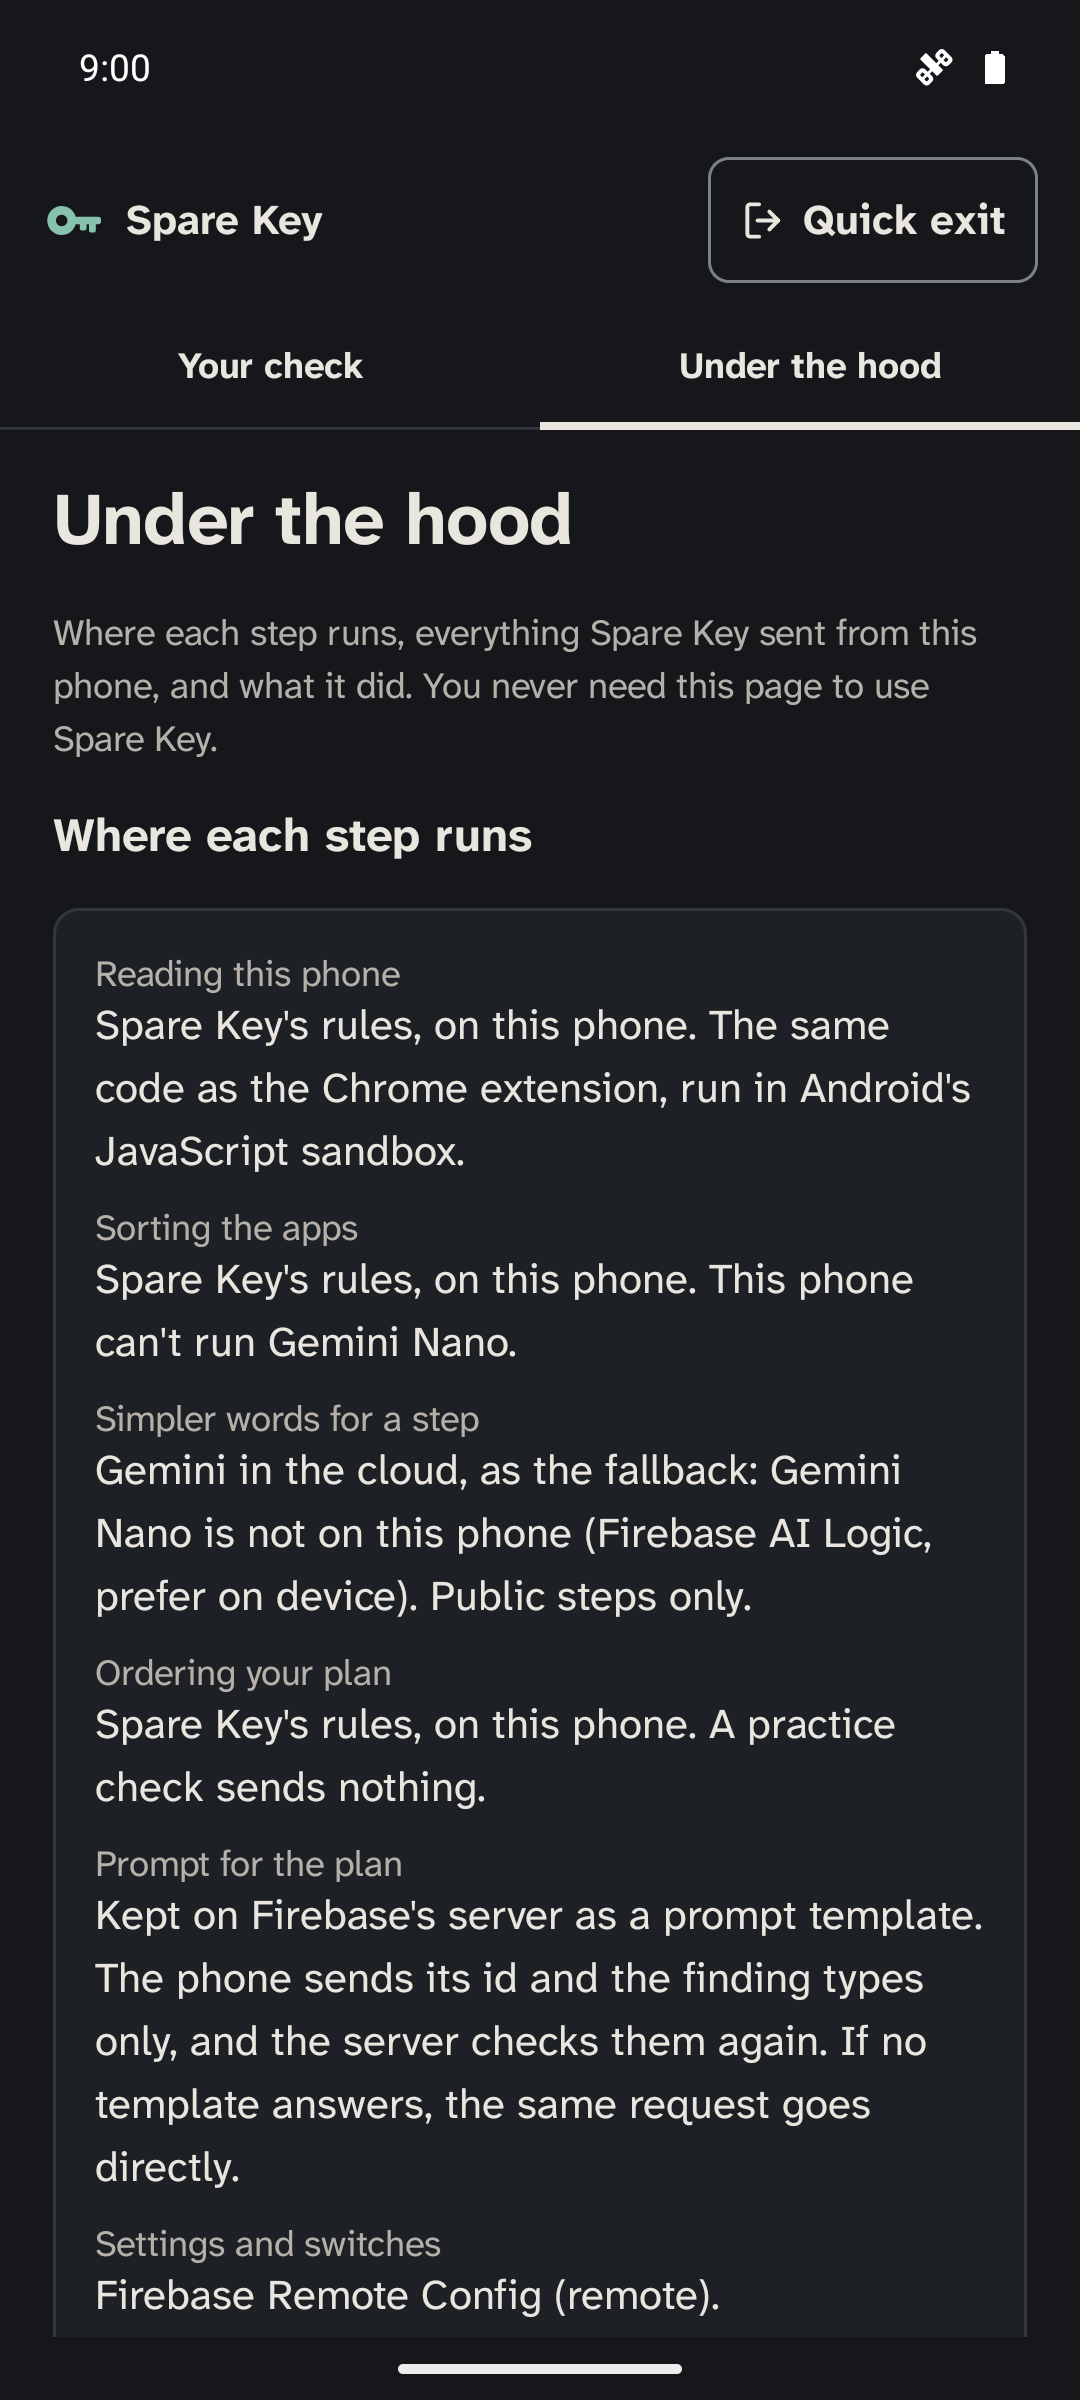 9:00
Spare Key
Quick exit
Your check
Under the hood
Under the hood
Where each step runs, everything Spare Key sent from this
phone, and what it did. You never need this page to use
Spare Key.
Where each step runs
Reading this phone
Spare Key's rules, on this phone. The same
code as the Chrome extension, run in Android's
JavaScript sandbox.
Sorting the apps
Spare Key's rules, on this phone. This phone
can't run Gemini Nano.
Simpler words for a step
Gemini in the cloud, as the fallback: Gemini
Nano is not on this phone (Firebase AI Logic,
prefer on device). Public steps only.
Ordering your plan
Spare Key's rules, on this phone. A practice
check sends nothing.
Prompt for the plan
Kept on Firebase's server as a prompt template.
The phone sends its id and the finding types
only, and the server checks them again. If no
template answers, the same request goes
directly.
Settings and switches
Firebase Remote Config (remote).